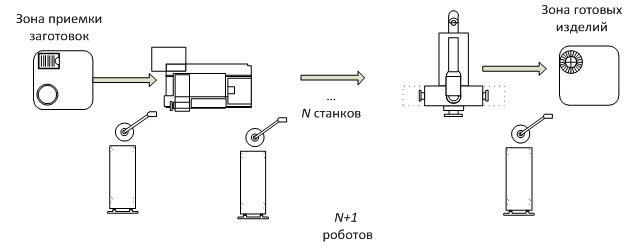 Зона приемки
заготовок
Зона готовых
изделий
...
N станков
N+1
роботов